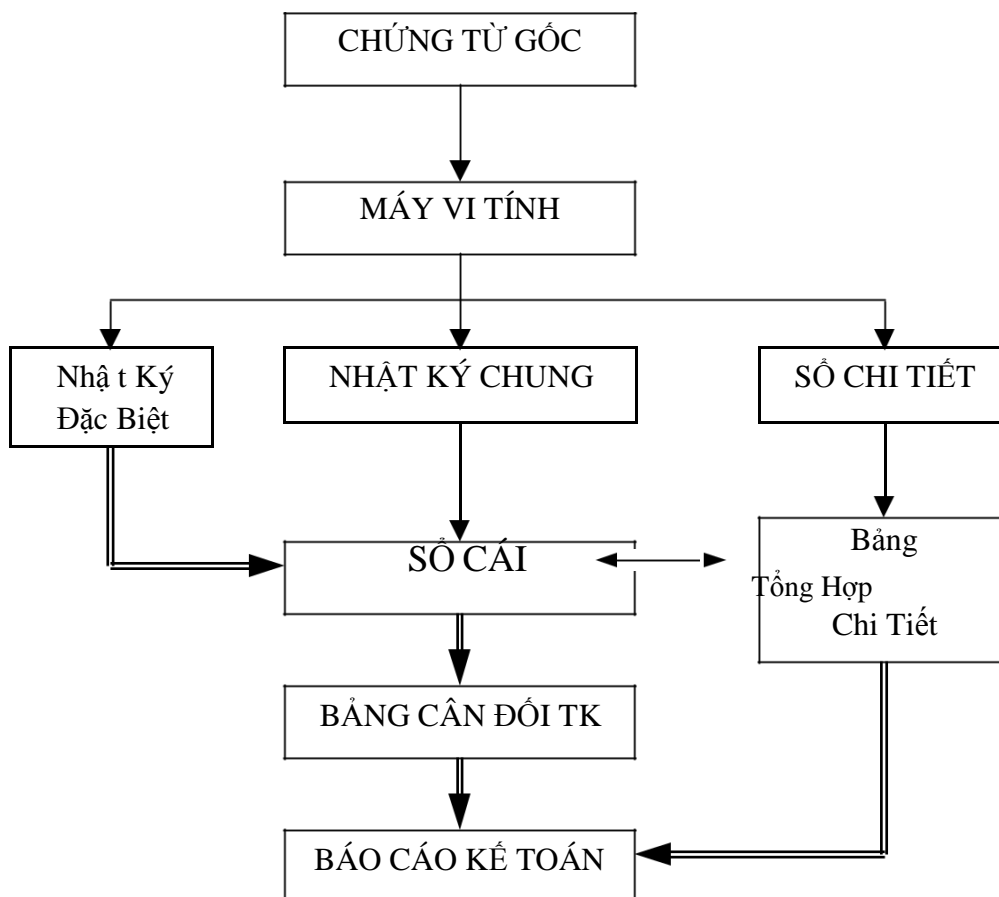 CHỨNG TỪ GỐC
MÁY VI TÍNH
Nhậ t Ký
Đặc Biệt
NHẬT KÝ CHUNG
SỔ CHI TIẾT
SỔ CÁI
Bảng
Tổng Hợp
Chi Tiết
BẢNG CÂN ĐỐI TK
BÁO CÁO KẾ TOÁN